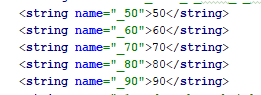 <string name="_50">50</string>
<string name="_60">60</string>
<string name="_70">70</string>
<string name="_80">80</string>
<string name="_90">90</string>